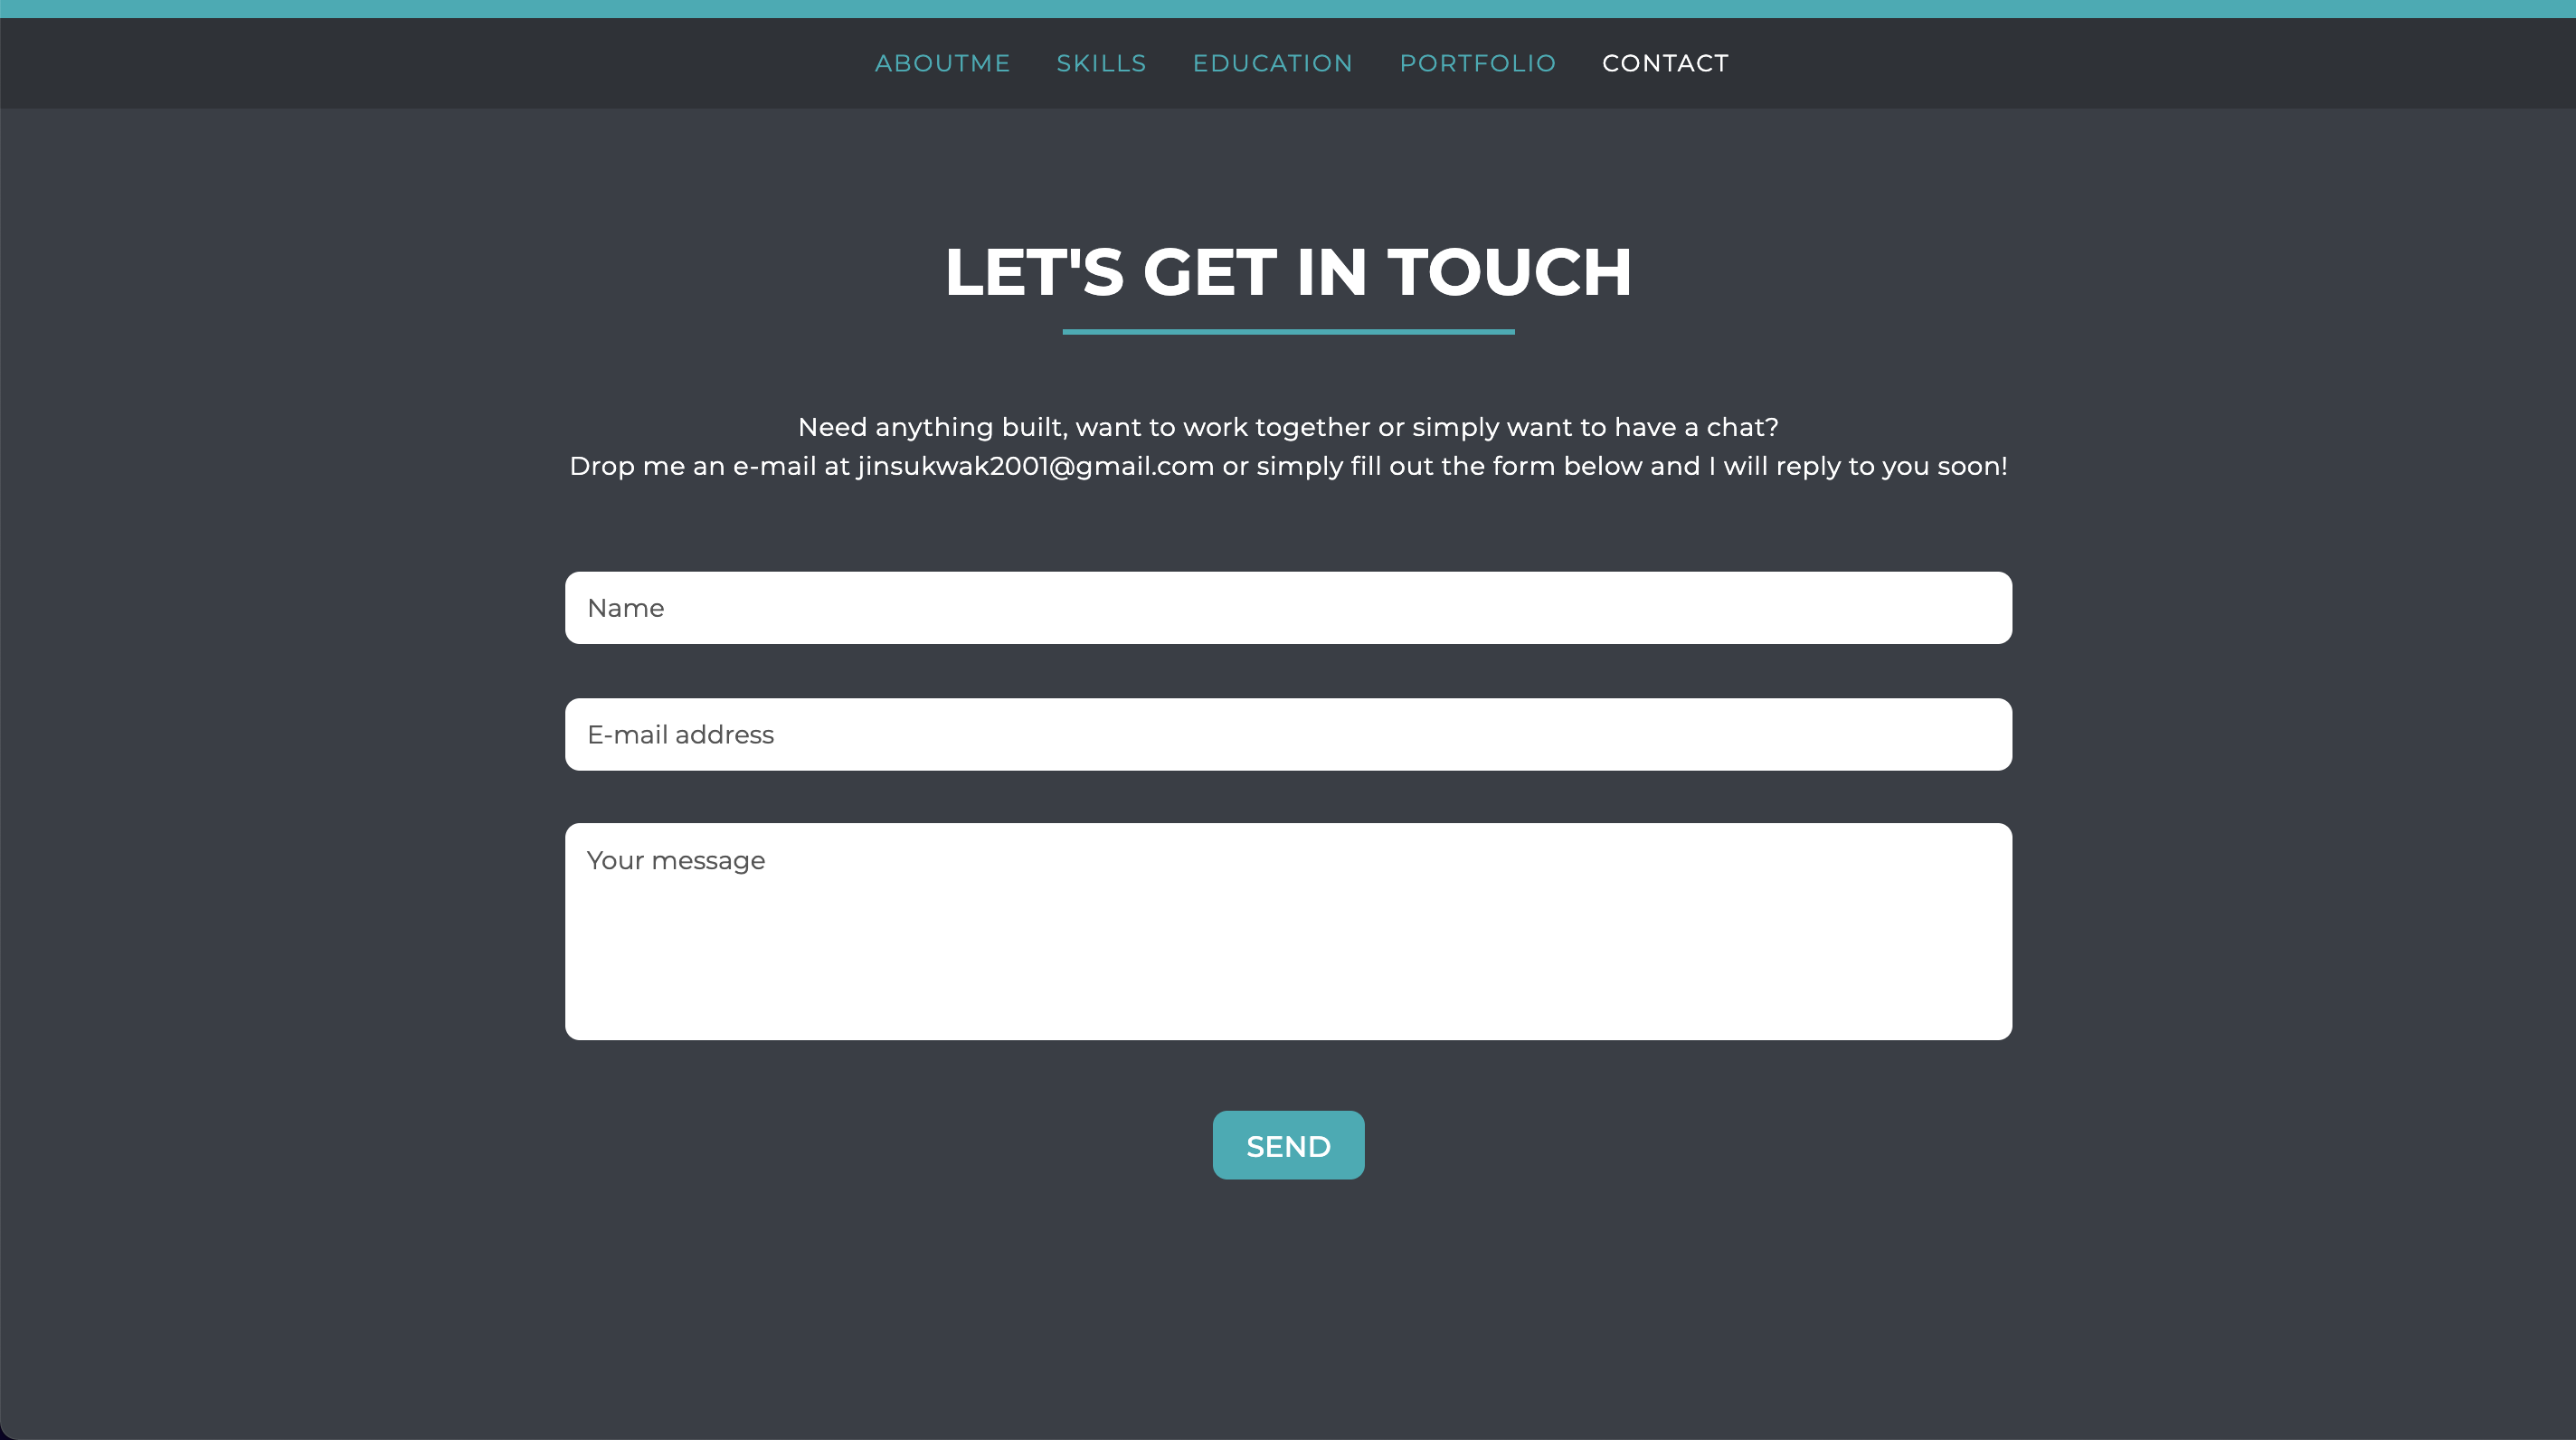 ABOUTME SKILLS EDUCATION PORTFOLIO CONTACT
LET'S GET IN TOUCH
Need anything built, want to work together or simply want to have a chat?
Drop me an e-mail at jinsukwak2001@gmail.com or simply fill out the form below and I will reply to you soon!
Name
E-mail address
Your message
SEND